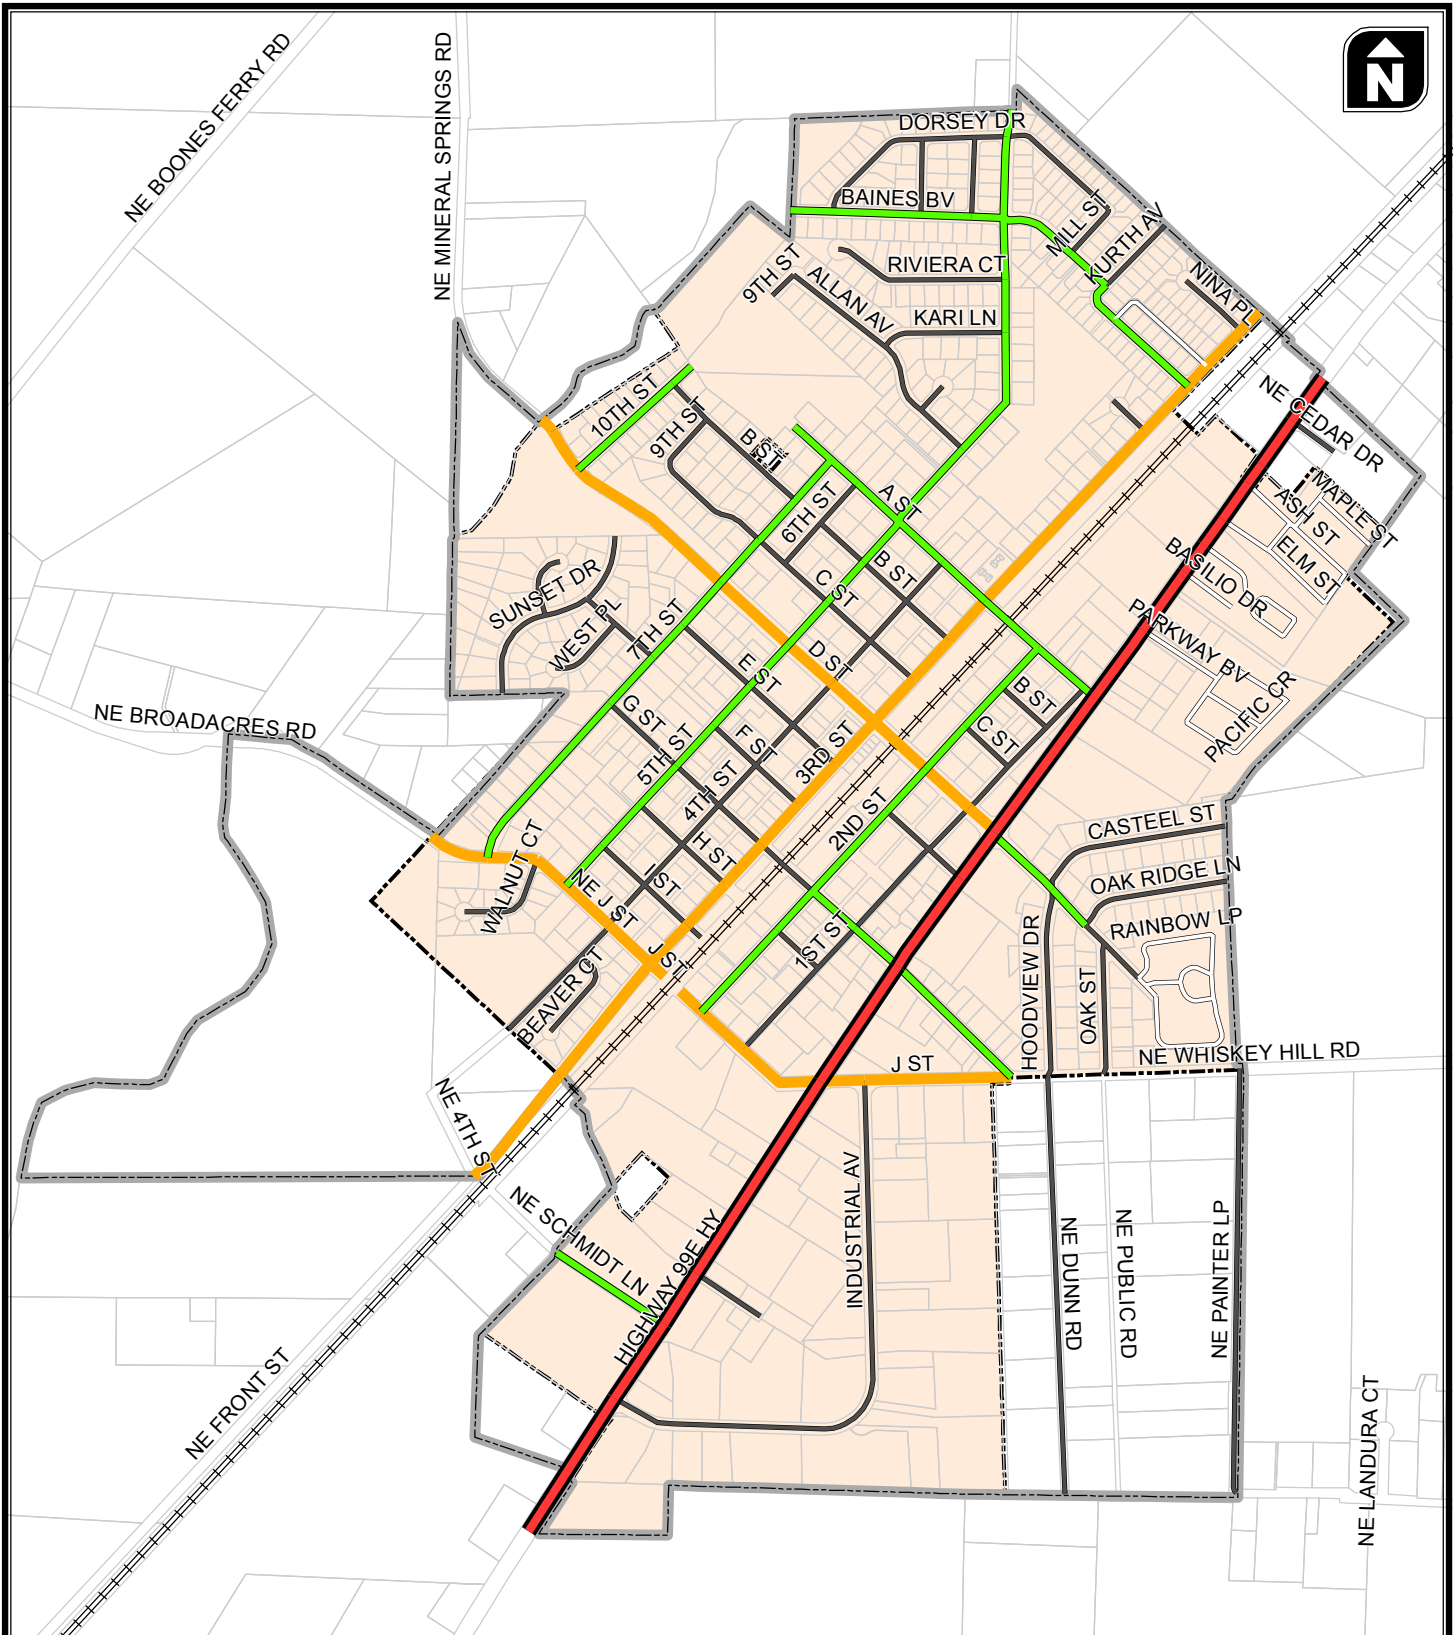 NE BOONES FERRY RD
NE MINERAL SPRINGS RD
N
DORSEY DR
BAINES BV
MILL ST
KURTH AV
RIVIERA CT
NINA PL
9TH ST
ALLAN AV
KARI LN
NE CEDAR DR
10TH ST
9TH ST
B ST
MAPLE ST
ASH ST
A ST
6TH ST
ELM ST
BASILIO DR
B ST
C ST
SUNSET DR
WEST PL
7TH ST
PARKWAY BV
D ST
E ST
B ST
PACIFIC CR
NE BROADACRES RD
G ST
F ST
C ST
5TH ST
3RD ST
4TH ST
2ND ST
CASTEEL ST
H ST
WALNUT CT
OAK RIDGE LN
I ST
NE J ST
RAINBOW LP
1ST ST
J ST
HOODVIEW DR
OAK ST
BEAVER CT
J ST
NE WHISKEY HILL RD
NE 4TH ST
INDUSTRIAL AV
NE SCHMIDT LN
HIGHWAY 99E HY
NE DUNN RD
NE PUBLIC RD
NE PAINTER LP
NE FRONT ST
NE LANDURA CT